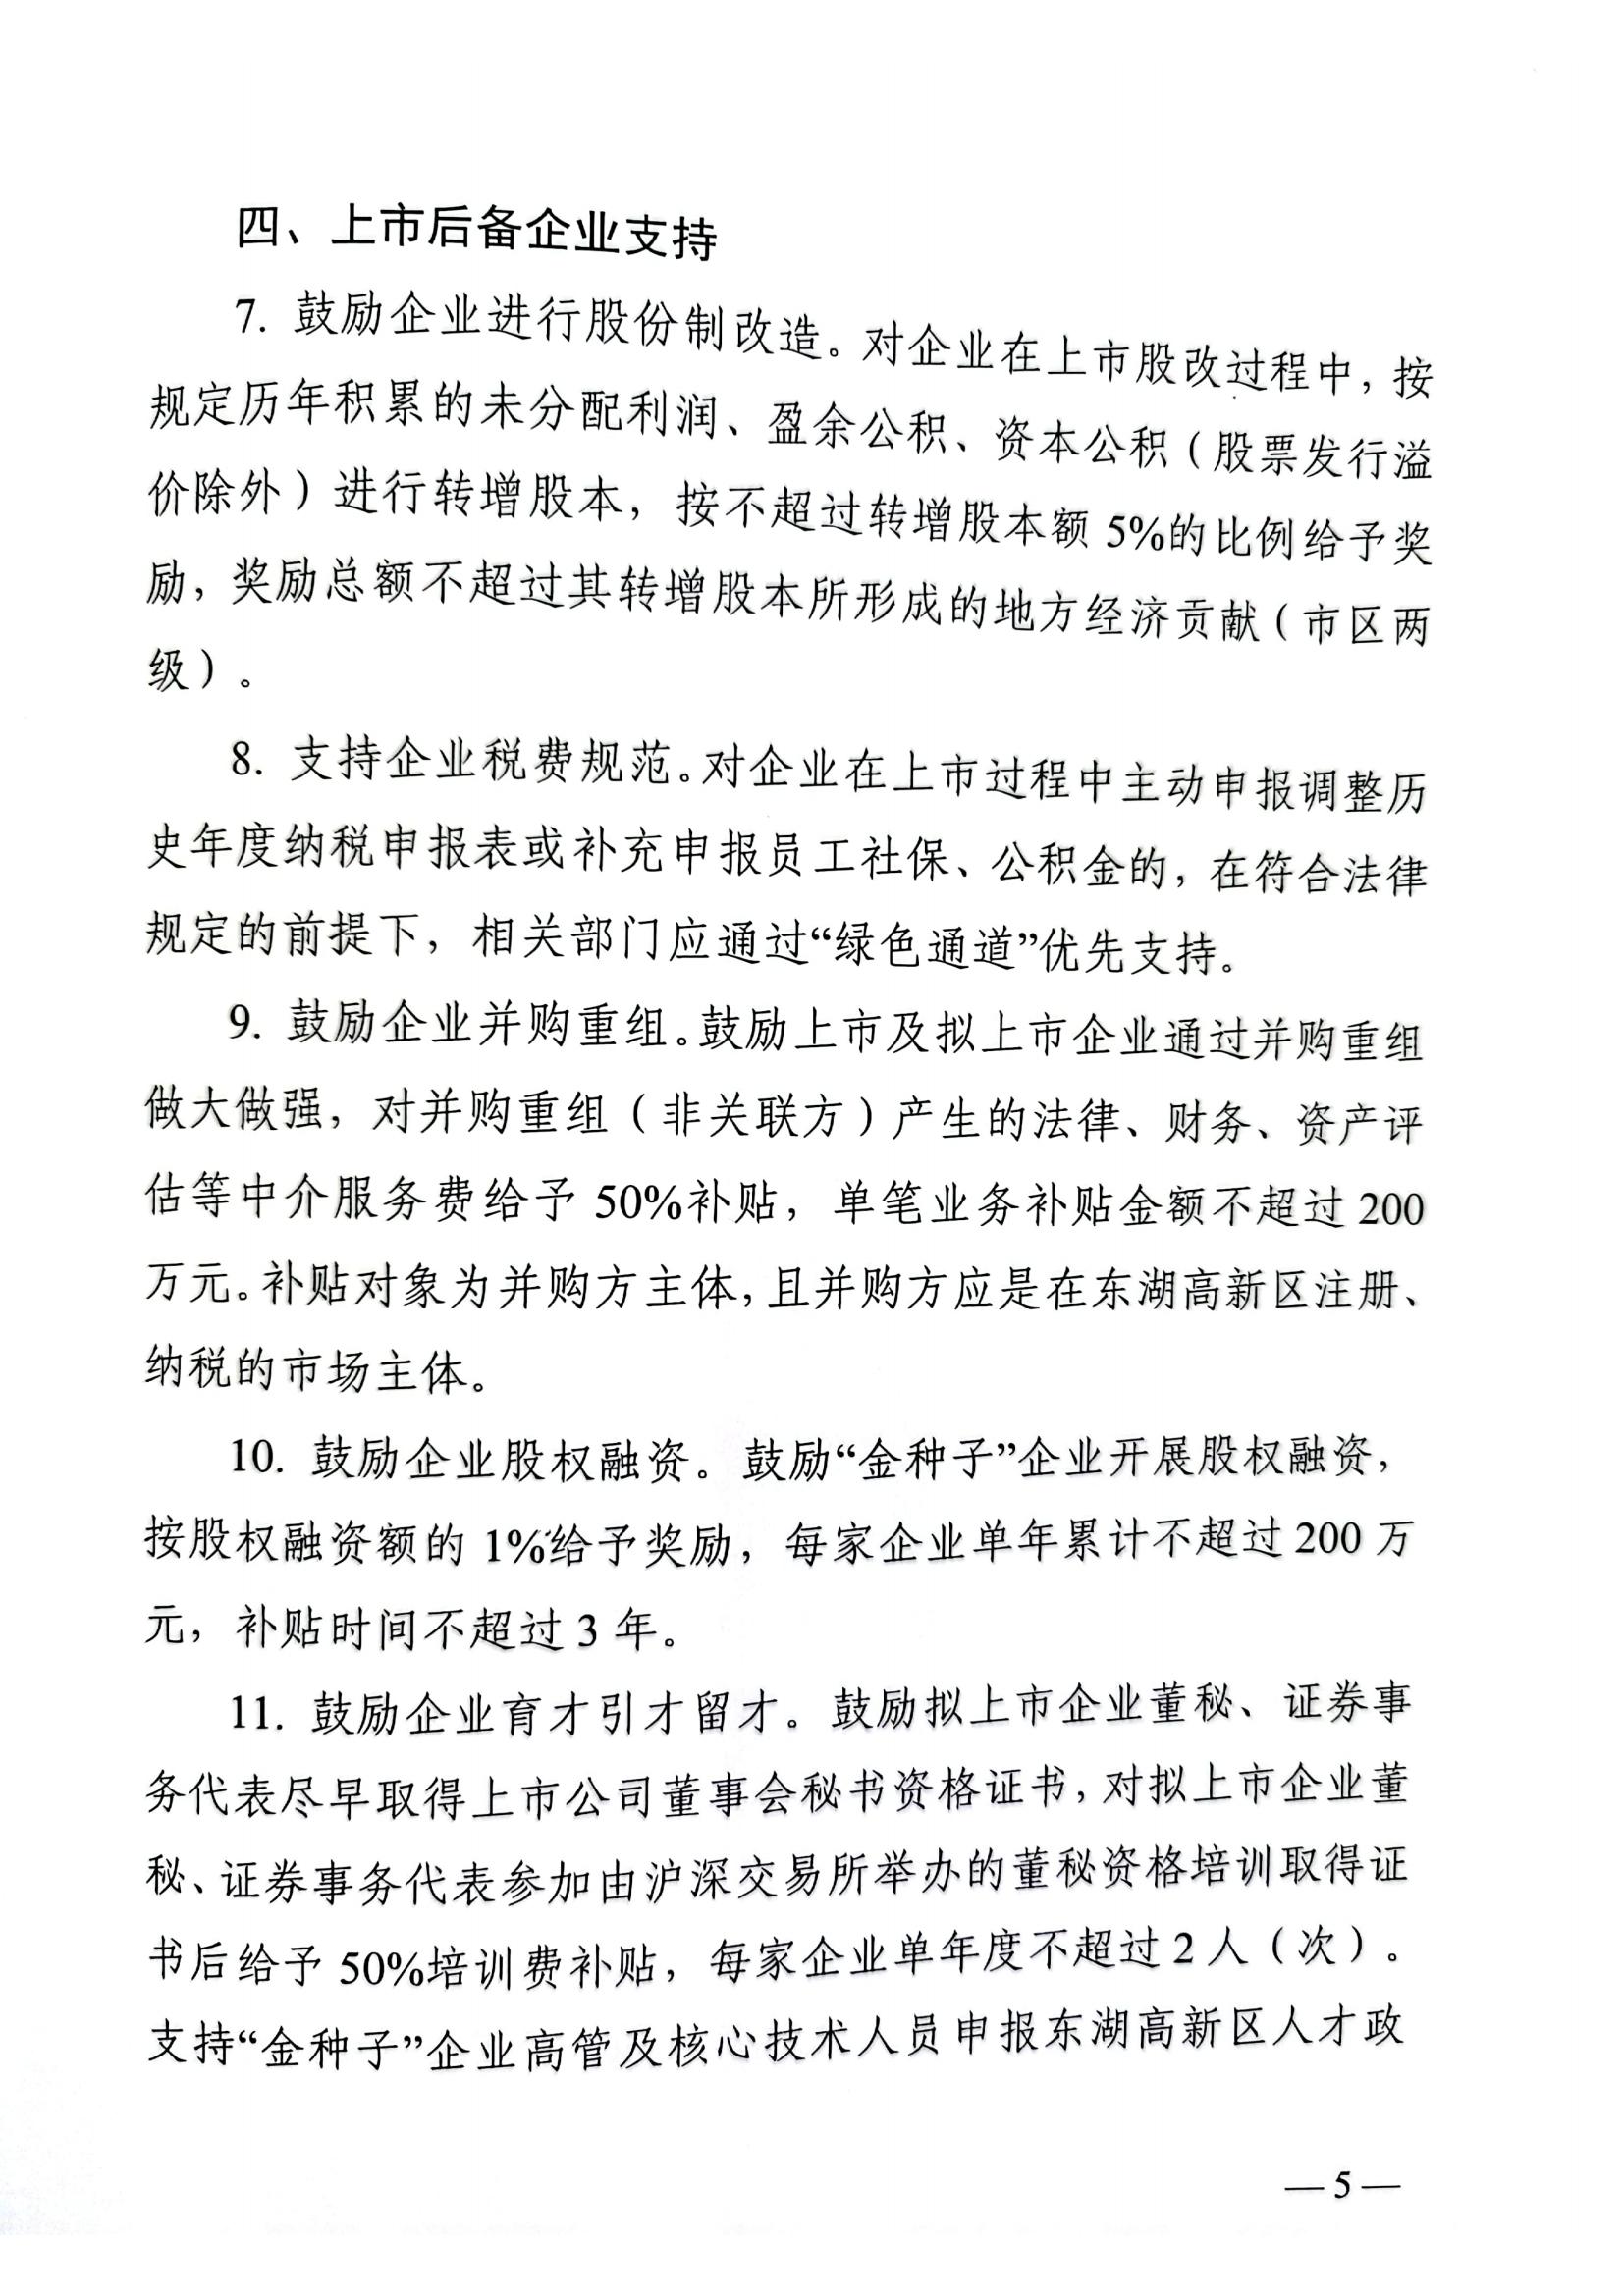 四、上市后备企业支持
7. 鼓励企业进行股份制改造。对企业在上市股改过程中，按
规定历年积累的未分配利润、盈余公积、资本公积（股票发行溢
价除外）进行转增股本，按不超过转增股本额 5%的比例给予奖
励，奖励总额不超过其转增股本所形成的地方经济贡献（市区两
级）。
8. 支持企业税费规范。对企业在上市过程中主动申报调整历
史年度纳税申报表或补充申报员工社保、公积金的，在符合法律
规定的前提下，相关部门应通过“绿色通道”优先支持。
9. 鼓励企业并购重组。鼓励上市及拟上市企业通过并购重组
做大做强，对并购重组（非关联方）产生的法律、财务、资产评
估等中介服务费给予 50%补贴，单笔业务补贴金额不超过 200
万元。补贴对象为并购方主体，且并购方应是在东湖高新区注册、
纳税的市场主体。
10. 鼓励企业股权融资。鼓励“金种子”企业开展股权融资，
按股权融资额的 1%给予奖励，每家企业单年累计不超过 200 万
元，补贴时间不超过 3 年。
11. 鼓励企业育才引才留才。鼓励拟上市企业董秘、证券事
务代表尽早取得上市公司董事会秘书资格证书，对拟上市企业董
秘、证券事务代表参加由沪深交易所举办的董秘资格培训取得证
书后给予 50%培训费补贴，每家企业单年度不超过 2 人（次）。
支持“金种子”企业高管及核心技术人员申报东湖高新区人才政
— 5 —